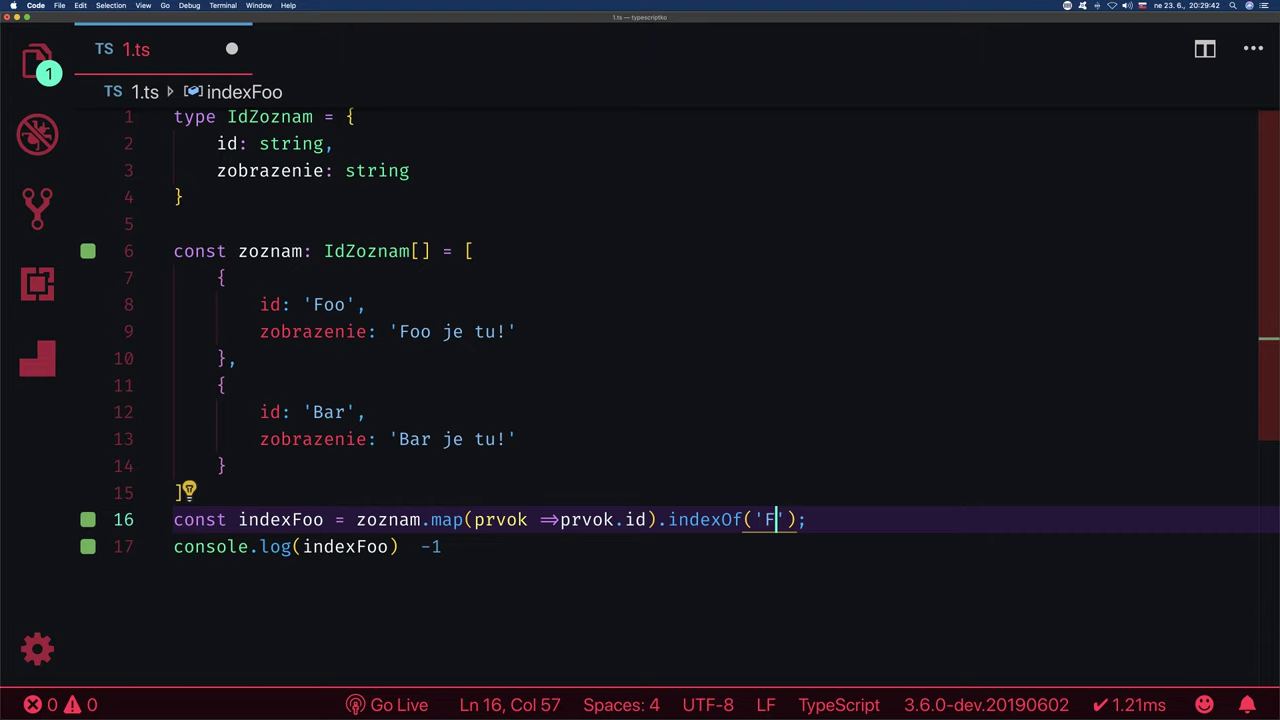 Code File Edit Selection View Go Debug Terminal Window Help ne 23. 6., 20:29:42
1.ts — typescriptko
TS 1.ts
1
TS 1.ts indexFoo
1 type IdZoznam = {
2 id: string,
3 zobrazenie: string
4 }
5
6 const zoznam: IdZoznam[] = [
7 {
8 id: 'Foo',
9 zobrazenie: 'Foo je tu!'
10 },
11 {
12 id: 'Bar',
13 zobrazenie: 'Bar je tu!'
14 }
15 ]
16 const indexFoo = zoznam.map(prvok =>prvok.id).indexOf('F');
17 console.log(indexFoo) -1
0 0 Go Live Ln 16, Col 57 Spaces: 4 UTF-8 LF TypeScript 3.6.0-dev.20190602 ✓ 1.21ms